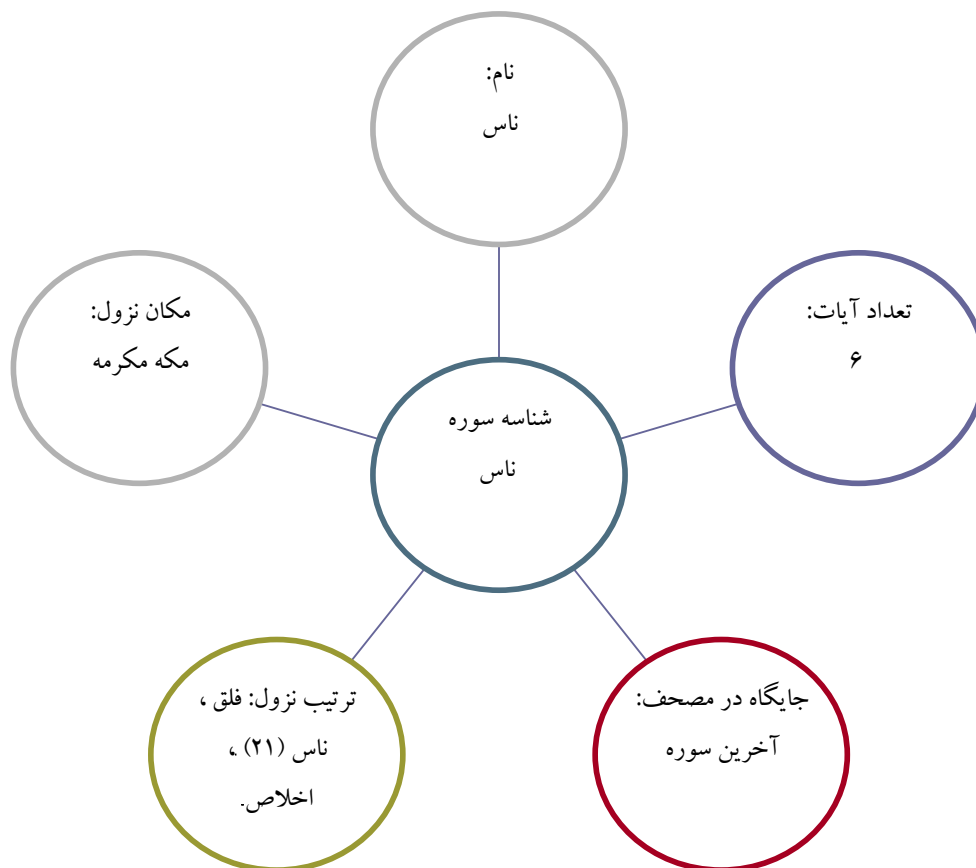 نام:
ناس
تعداد آیات:
۶
مکان نزول:
مکه مکرمه
شناسه سوره
ناس
جایگاه در مصحف:
آخرین سوره
ترتیب نزول: فلق ،
ناس (۲۱) ،
اخلاص.